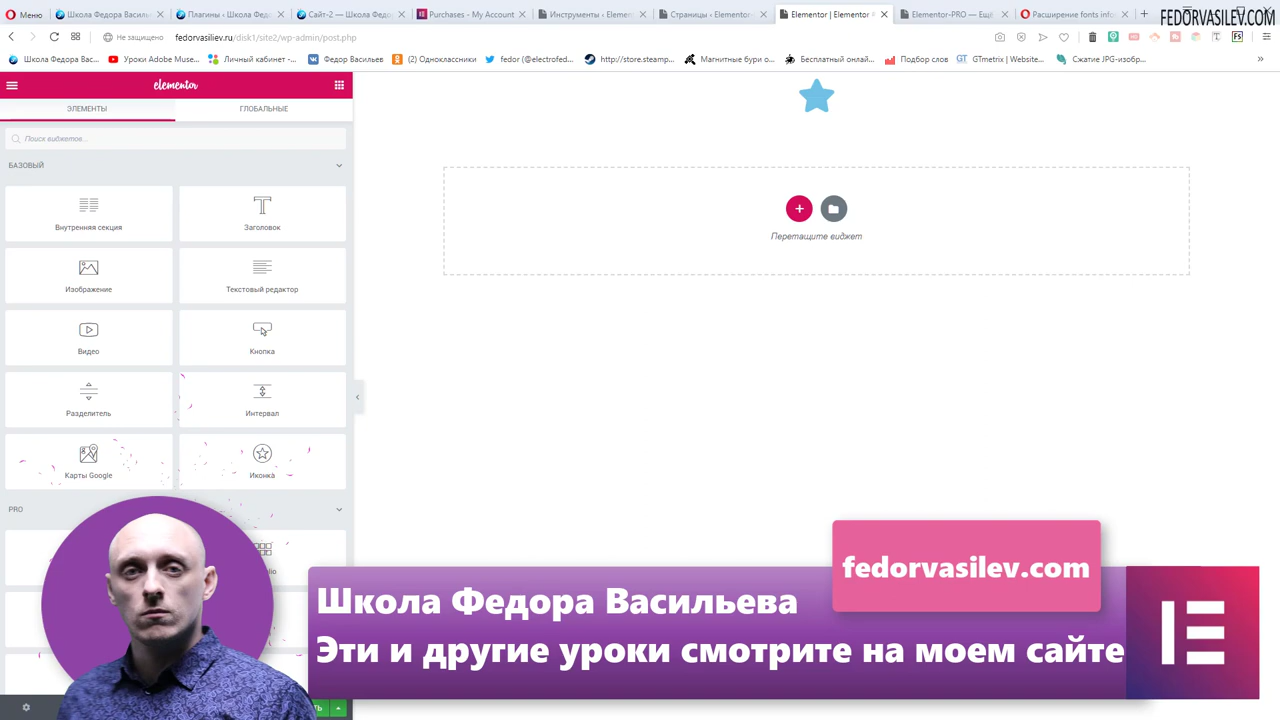 Меню
Школа Федора Василь
Плагины ‹ Школа Фед
Сайт-2 — Школа Федо
Purchases - My Account
Инструменты ‹ Elemen
Страницы ‹ Elementor
Elementor | Elementor
Elementor-PRO — Ещё
Расширение fonts info
FEDORVASILEV.COM
Не защищено
fedorvasiliev.ru/disk1/site2/wp-admin/post.php
Школа Федора Вас...
Уроки Adobe Muse...
Личный кабинет -...
Федор Васильев
(2) Одноклассники
fedor (@electrofed...
http://store.steamp...
Магнитные бури о...
Бесплатный онлай...
Подбор слов
GTmetrix | Website...
Сжатие JPG-изобр...
elementor
ЭЛЕМЕНТЫ
ГЛОБАЛЬНЫЕ
Поиск виджетов...
БАЗОВЫЙ
Внутренняя секция
Заголовок
Изображение
Текстовый редактор
Видео
Кнопка
Разделитель
Интервал
Карты Google
Иконка
PRO
Перетащите виджет
fedorvasilev.com
Школа Федора Васильева
Эти и другие уроки смотрите на моем сайте